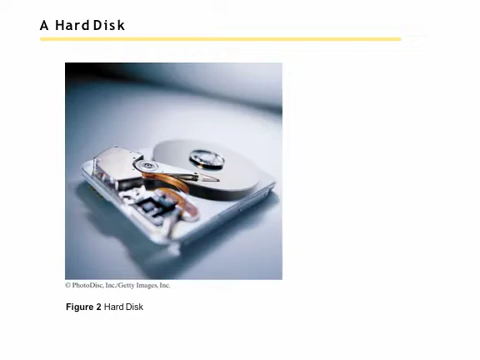 A Hard Disk
© PhotoDisc, Inc./Getty Images, Inc.
Figure 2 Hard Disk